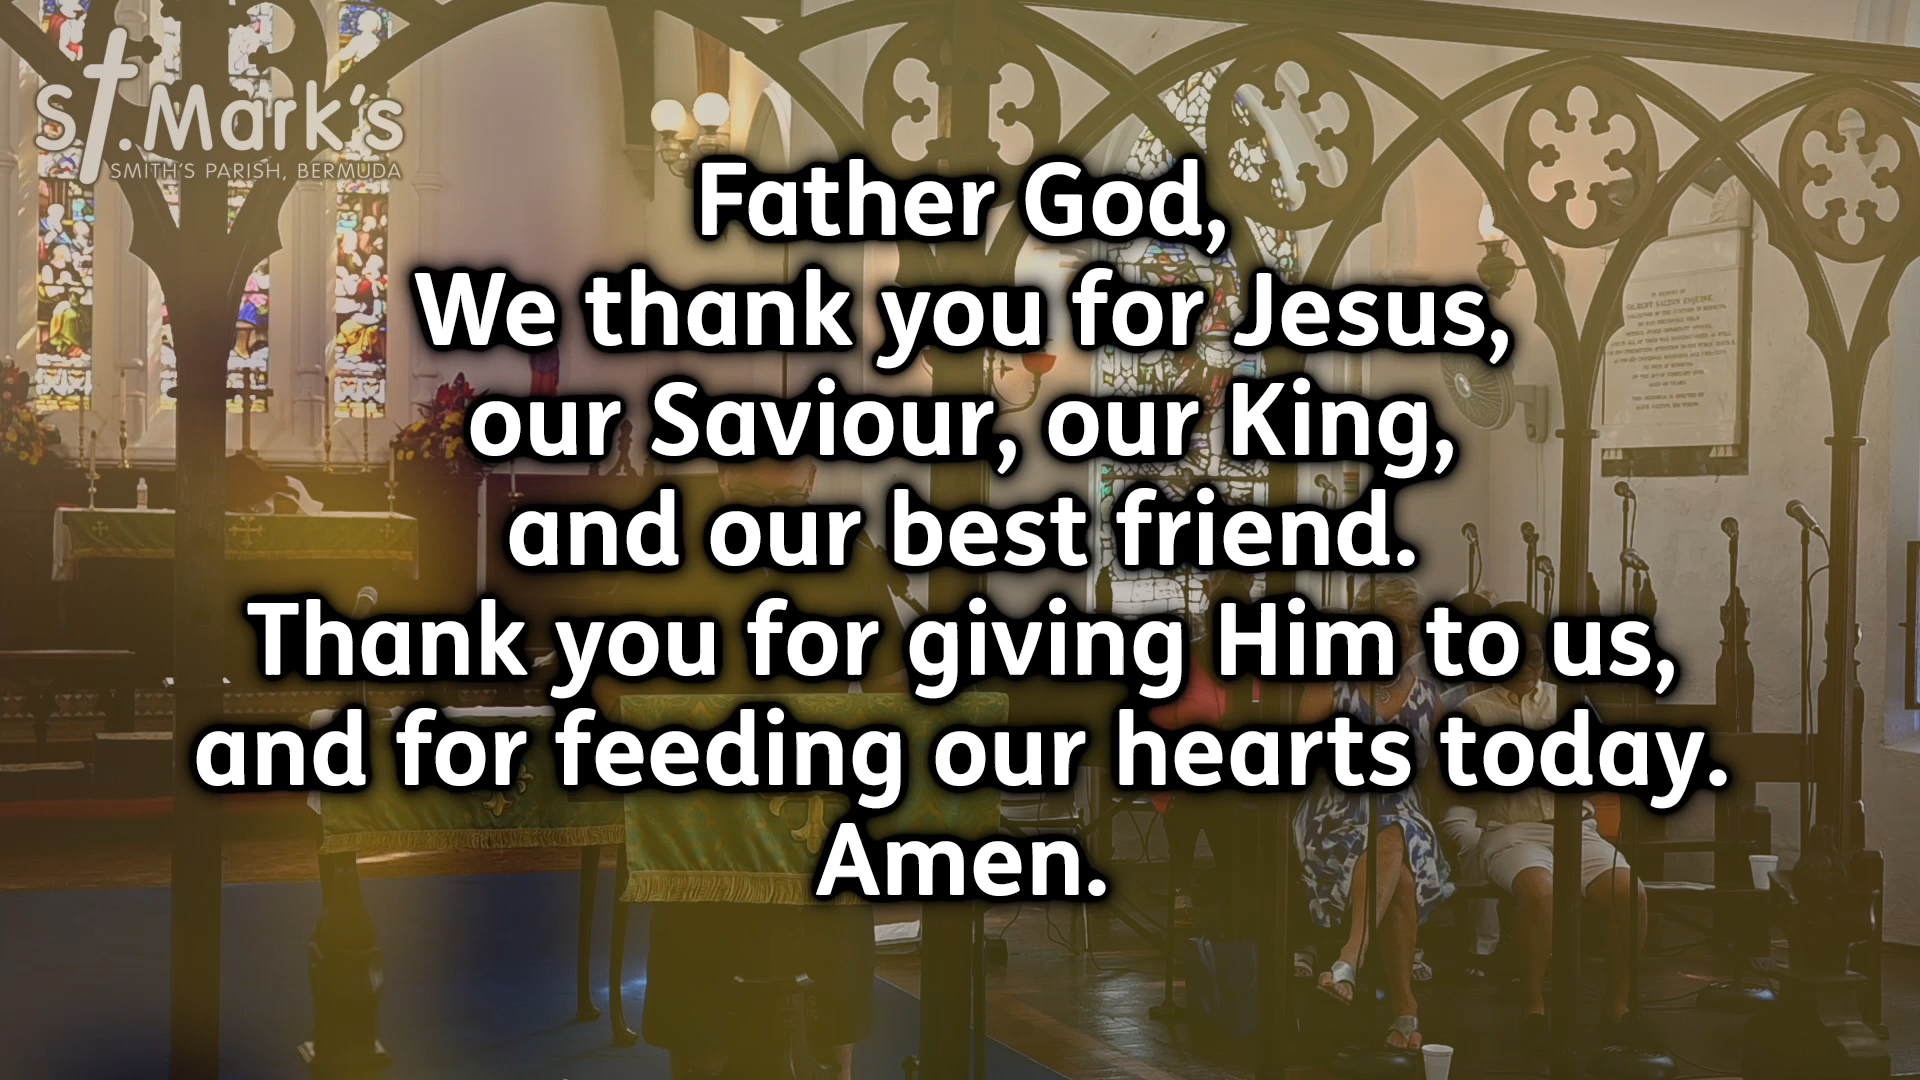 St. Mark's
SMITH'S PARISH, BERMUDA
Father God,
We thank you for Jesus,
our Saviour, our King,
and our best friend.
Thank you for giving Him to us,
and for feeding our hearts today.
Amen.